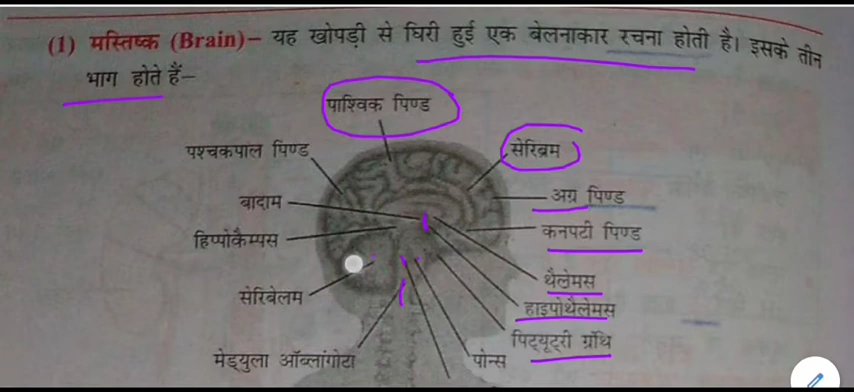 (1) मस्तिष्क (Brain)– यह खोपड़ी से घिरी हुई एक बेलनाकार रचना होती है। इसके तीन
भाग होते हैं–
पाश्विक पिण्ड
पश्चकपाल पिण्ड
सेरिब्रम
बादाम
अग्र पिण्ड
हिप्पोकैम्पस
कनपटी पिण्ड
थैलेमस
सेरिबेलम
हाइपोथैलेमस
पिट्यूट्री ग्रंथि
मेड्युला ऑब्लांगोटा
पोन्स